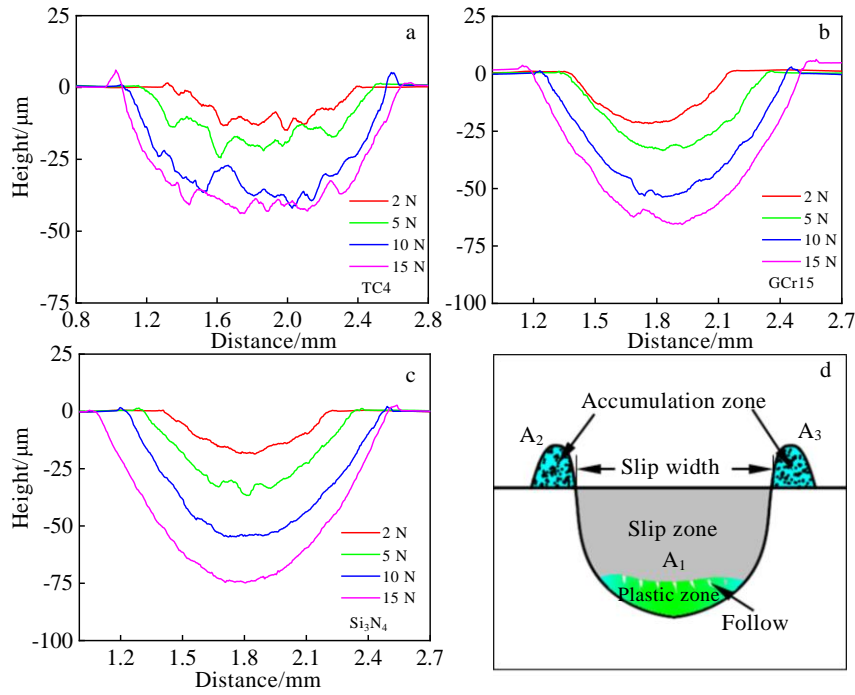 a
25
0
-25
-50
-75
Height/μm
2 N
5 N
10 N
15 N
TC4
0.8 1.2 1.6 2.0 2.4 2.8
Distance/mm
b
25
0
-25
-50
-75
-100
2 N
5 N
10 N
15 N
GCr15
1.2 1.5 1.8 2.1 2.4 2.7
Distance/mm
c
25
0
-25
-50
-75
-100
Height/μm
2 N
5 N
10 N
15 N
Si₃N₄
1.2 1.5 1.8 2.1 2.4 2.7
Distance/mm
d
Accumulation zone
A₂
A₃
Slip width
Slip zone
A₁
Plastic zone
Follow